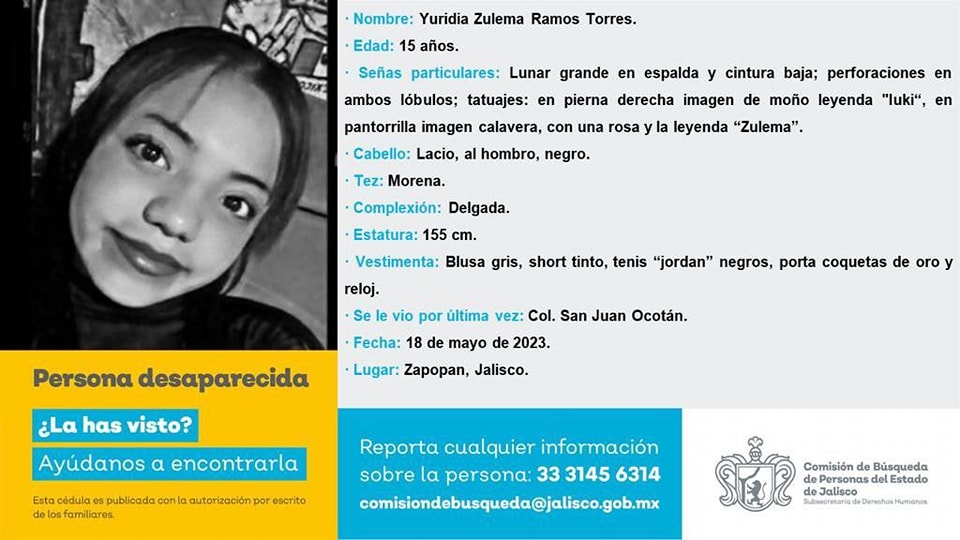 · Nombre: Yuridia Zulema Ramos Torres.
· Edad: 15 años.
· Señas particulares: Lunar grande en espalda y cintura baja; perforaciones en
ambos lóbulos; tatuajes: en pierna derecha imagen de moño leyenda "Iuki“, en
pantorrilla imagen calavera, con una rosa y la leyenda “Zulema”.
· Cabello: Lacio, al hombro, negro.
· Tez: Morena.
· Complexión: Delgada.
· Estatura: 155 cm.
· Vestimenta: Blusa gris, short tinto, tenis “jordan” negros, porta coquetas de oro y
reloj.
· Se le vio por última vez: Col. San Juan Ocotán.
· Fecha: 18 de mayo de 2023.
· Lugar: Zapopan, Jalisco.
Persona desaparecida
¿La has visto?
Ayúdanos a encontrarla
Esta cédula es publicada con la autorización por escrito
de los familiares.
Reporta cualquier información
sobre la persona: 33 3145 6314
comisiondebusqueda@jalisco.gob.mx
Comisión de Búsqueda
de Personas del Estado
de Jalisco
Subsecretaría de Derechos Humanos